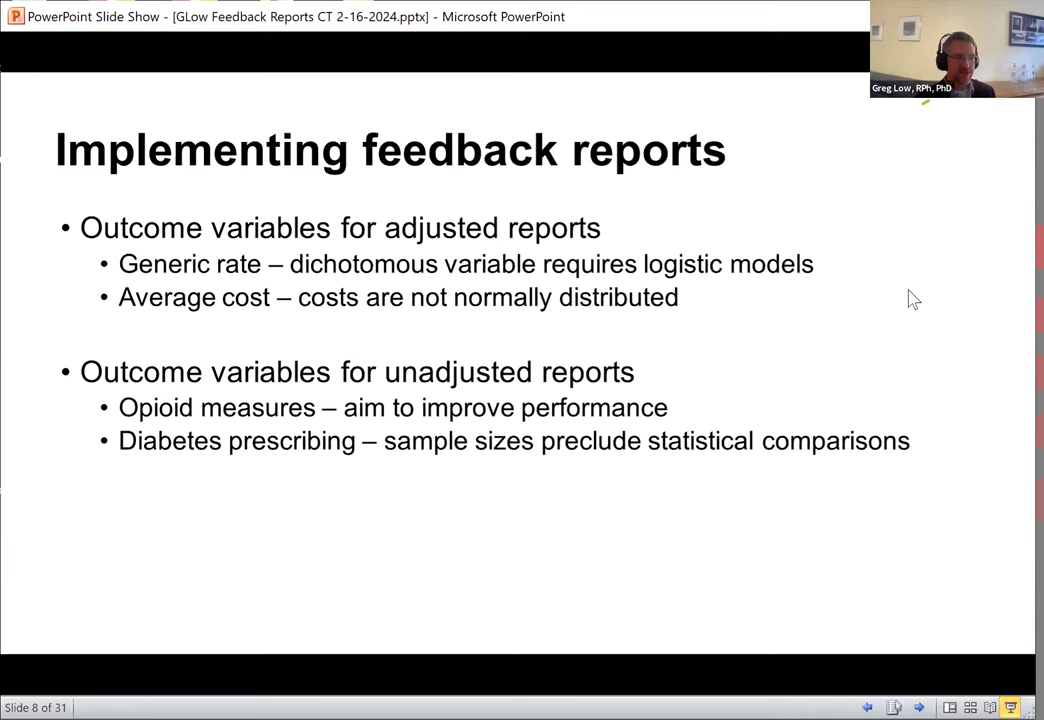 PowerPoint Slide Show - [GLow Feedback Reports CT 2-16-2024.pptx] - Microsoft PowerPoint
Greg Low, RPh, PhD
Implementing feedback reports
• Outcome variables for adjusted reports
• Generic rate – dichotomous variable requires logistic models
• Average cost – costs are not normally distributed
• Outcome variables for unadjusted reports
• Opioid measures – aim to improve performance
• Diabetes prescribing – sample sizes preclude statistical comparisons
Slide 8 of 31